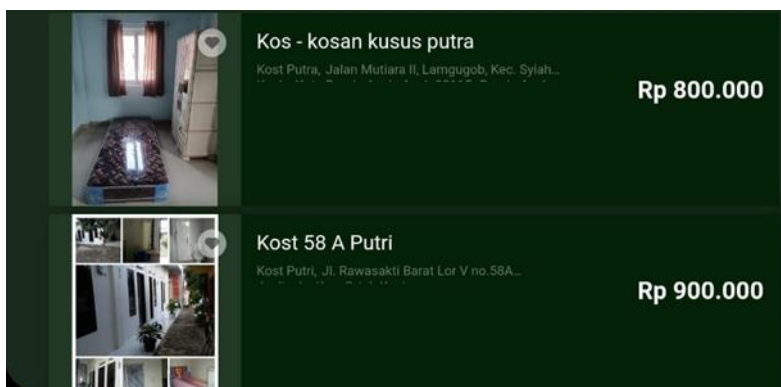 Kos - kosan kusus putra
Kost Putra, Jalan Mutiara II, Lamgugob, Kec. Syiah...
Rp 800.000
Kost 58 A Putri
Kost Putri, Jl. Rawasakti Barat Lor V no.58A...
Rp 900.000